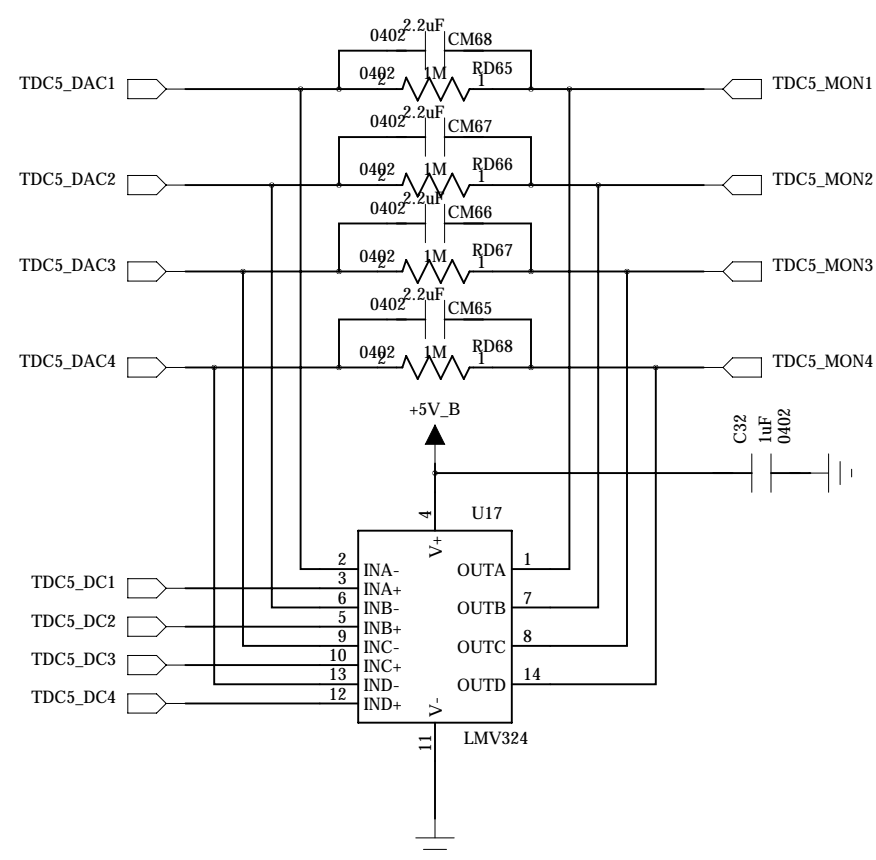 2.2uF
0402
CM68
TDC5_DAC1
0402
2
1M
RD65
1
TDC5_MON1
2.2uF
0402
CM67
TDC5_DAC2
0402
2
1M
RD66
1
TDC5_MON2
2.2uF
0402
CM66
TDC5_DAC3
0402
2
1M
RD67
1
TDC5_MON3
2.2uF
0402
CM65
TDC5_DAC4
0402
2
1M
RD68
1
TDC5_MON4
+5V_B
C32
1uF
0402
4
U17
V+
2
INA-
OUTA
1
TDC5_DC1
3
INA+
6
INB-
OUTB
7
TDC5_DC2
5
INB+
9
INC-
OUTC
8
TDC5_DC3
10
INC+
13
IND-
OUTD
14
TDC5_DC4
12
IND+
V-
11
LMV324